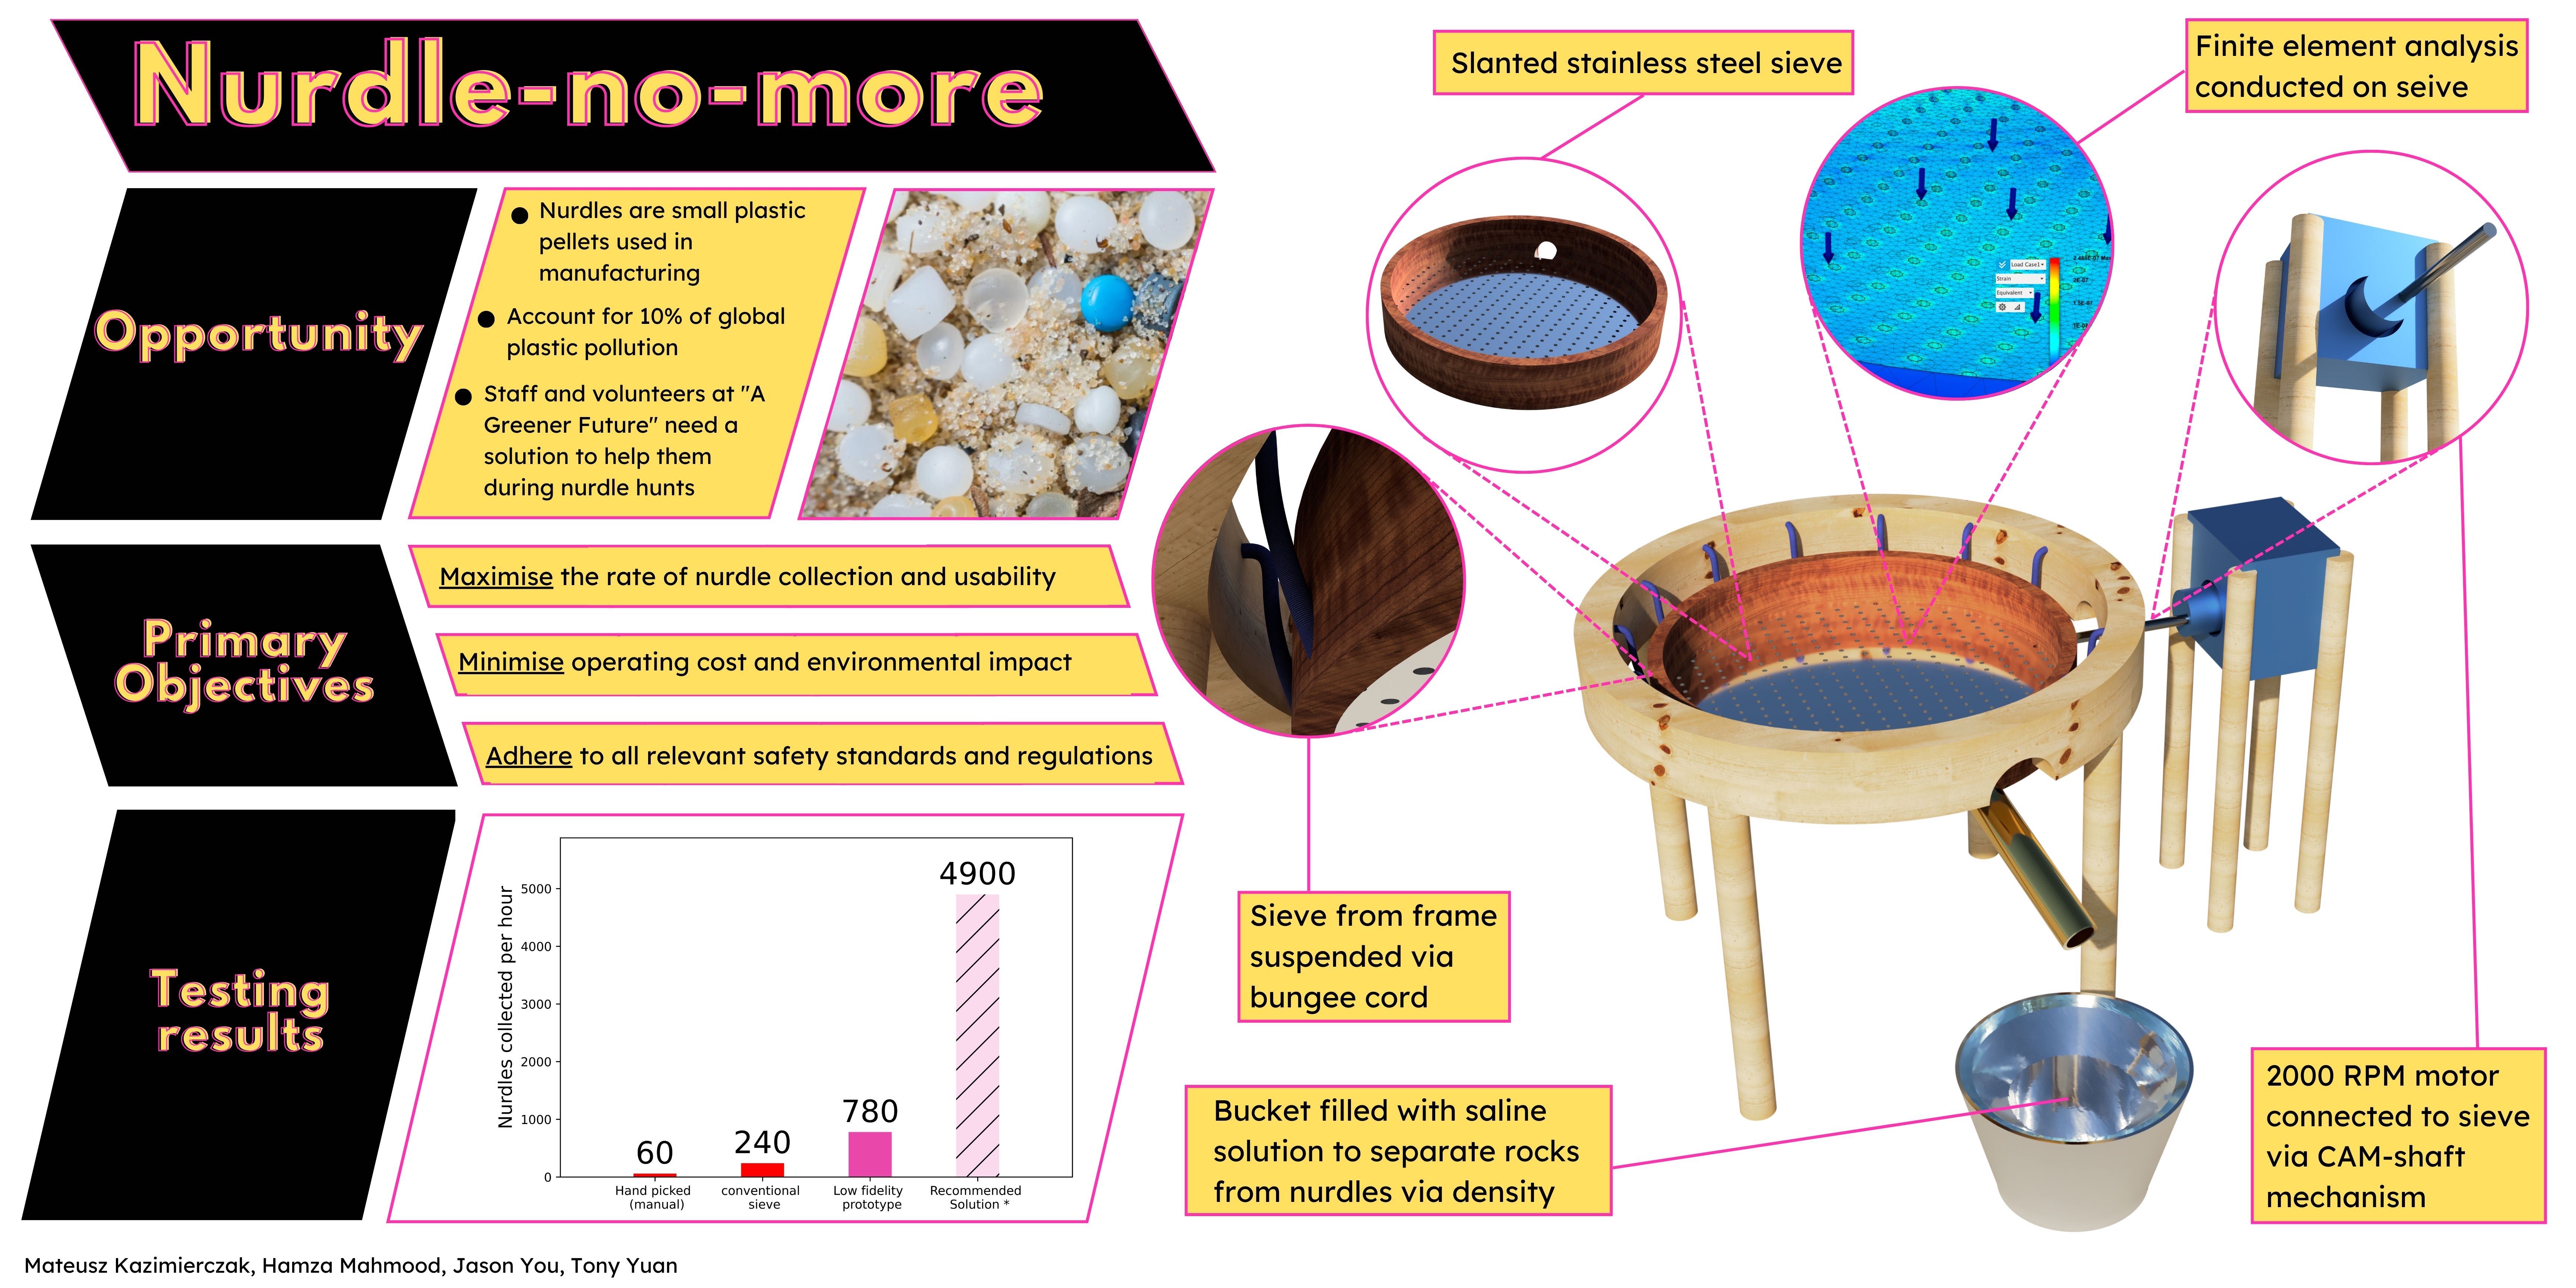 Nurdle-no-more
Opportunity
Nurdles are small plastic
pellets used in
manufacturing
Account for 10% of global
plastic pollution
Staff and volunteers at "A
Greener Future" need a
solution to help them
during nurdle hunts
Primary
Objectives
Maximise the rate of nurdle collection and usability
Minimise operating cost and environmental impact
Adhere to all relevant safety standards and regulations
Testing
results
Nurdles collected per hour
5000
4000
3000
2000
1000
0
60
240
780
4900
Hand picked
(manual)
conventional
sieve
Low fidelity
prototype
Recommended
Solution *
Mateusz Kazimierczak, Hamza Mahmood, Jason You, Tony Yuan
Slanted stainless steel sieve
Finite element analysis
conducted on seive
Load Case1
Strain
Equivalent
Sieve from frame
suspended via
bungee cord
Bucket filled with saline
solution to separate rocks
from nurdles via density
2000 RPM motor
connected to sieve
via CAM-shaft
mechanism